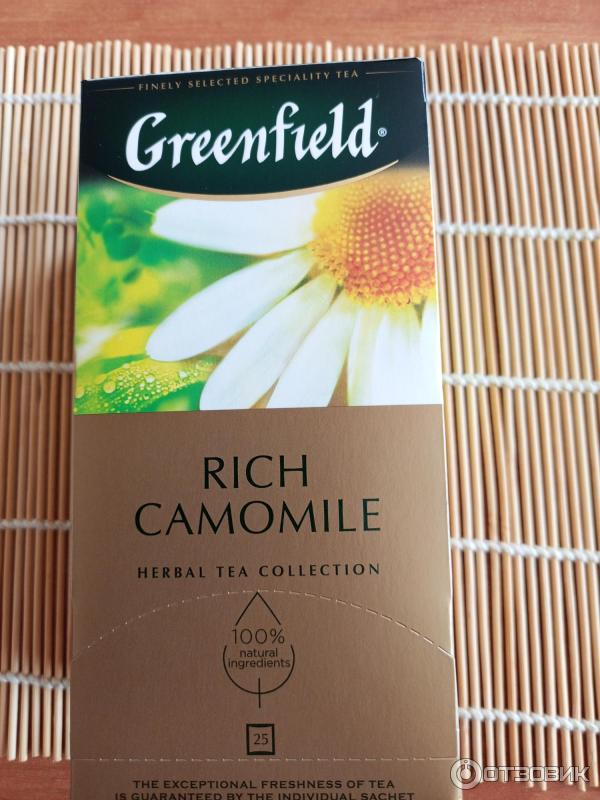 FINELY SELECTED SPECIALITY TEA
Greenfield®
RICH
CAMOMILE
HERBAL TEA COLLECTION
100%
natural
ingredients
25
THE EXCEPTIONAL FRESHNESS OF TEA
IS GUARANTEED BY THE INDIVIDUAL SACHET
ОТЗОВИК